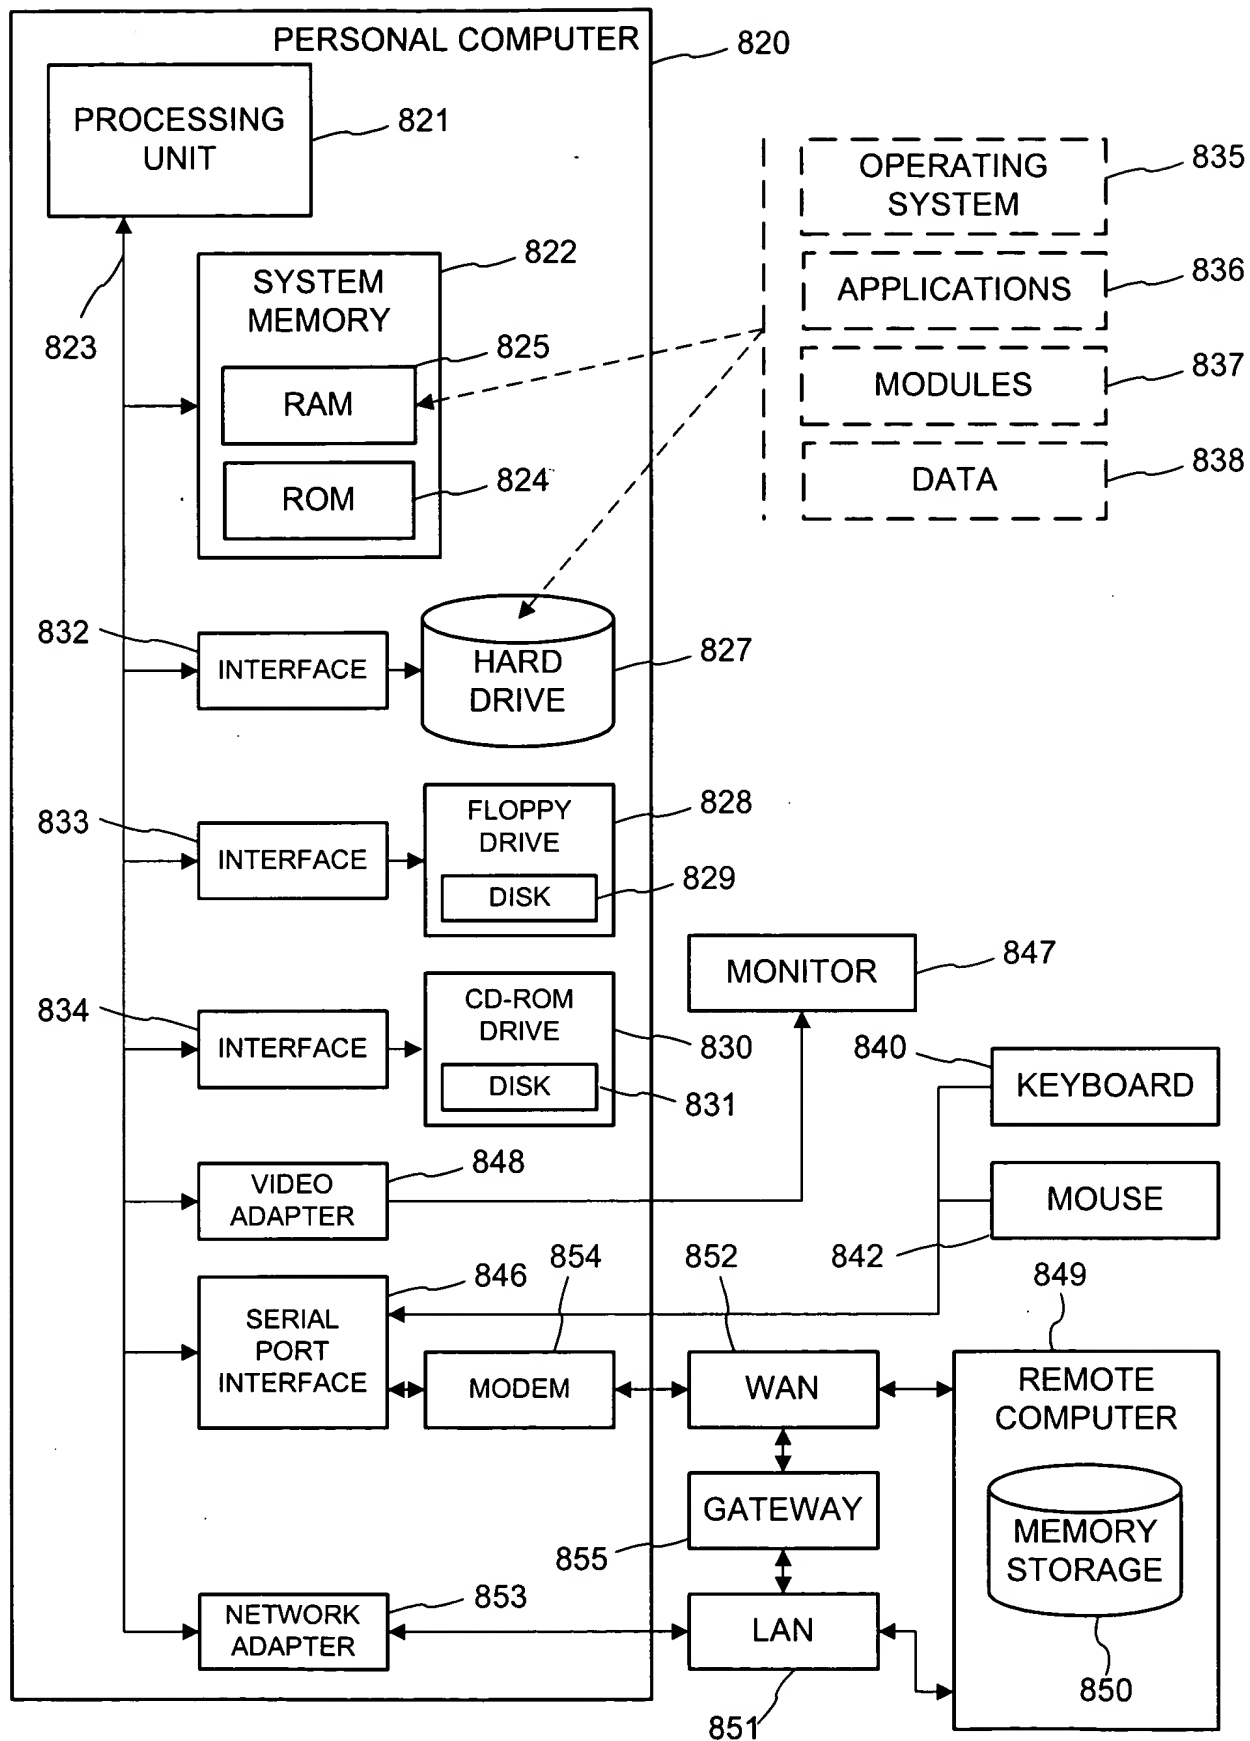 PERSONAL COMPUTER
820
PROCESSING
UNIT
821
823
SYSTEM
MEMORY
822
RAM
825
ROM
824
OPERATING
SYSTEM
835
APPLICATIONS
836
MODULES
837
DATA
838
832
INTERFACE
HARD
DRIVE
827
833
INTERFACE
FLOPPY
DRIVE
828
DISK
829
834
INTERFACE
CD-ROM
DRIVE
830
DISK
831
MONITOR
847
840
KEYBOARD
MOUSE
842
VIDEO
ADAPTER
848
SERIAL
PORT
INTERFACE
846
MODEM
854
WAN
852
REMOTE
COMPUTER
849
MEMORY
STORAGE
850
GATEWAY
855
NETWORK
ADAPTER
853
LAN
851